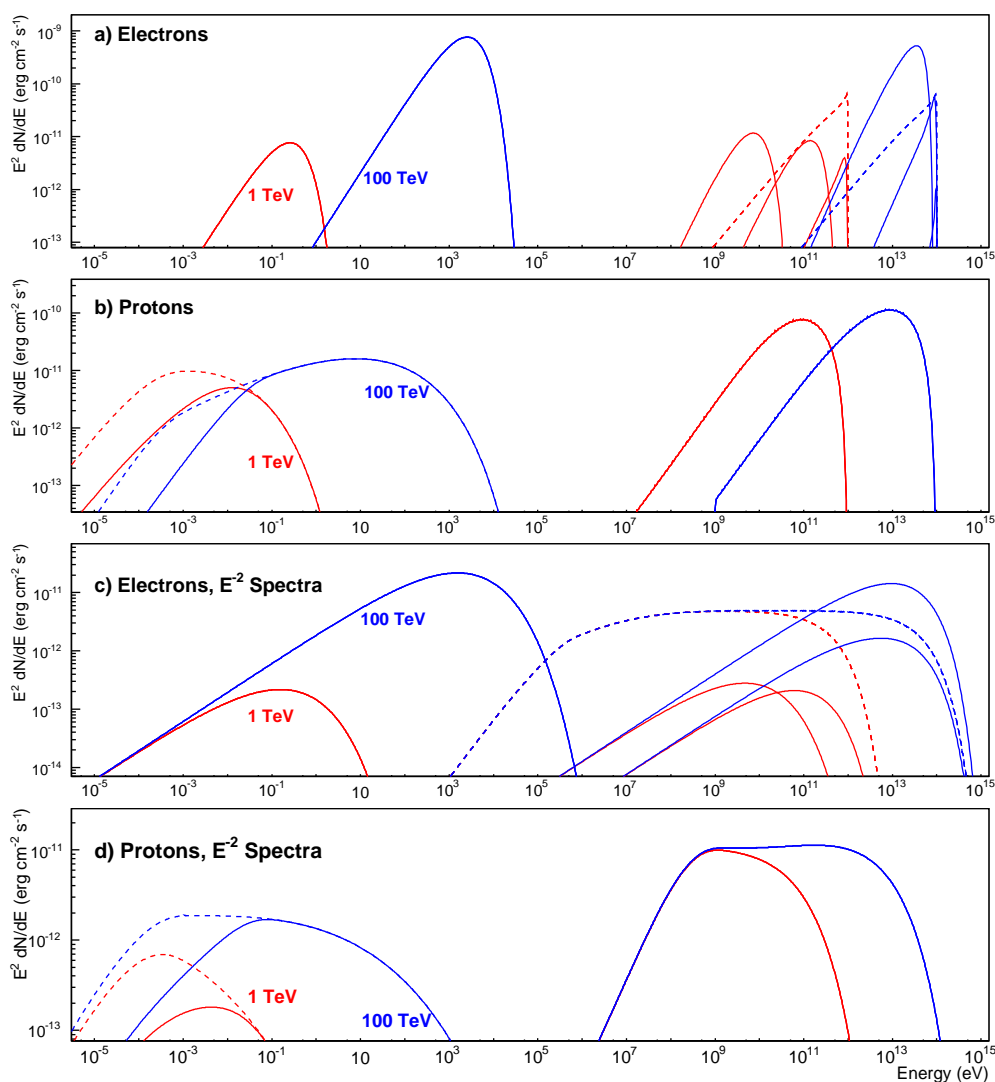 a) Electrons
E² dN/dE (erg cm⁻² s⁻¹)
10⁻⁹
10⁻¹⁰
10⁻¹¹
10⁻¹²
10⁻¹³
1 TeV
100 TeV
10⁻⁵ 10⁻³ 10⁻¹ 10 10³ 10⁵ 10⁷ 10⁹ 10¹¹ 10¹³ 10¹⁵
b) Protons
E² dN/dE (erg cm⁻² s⁻¹)
10⁻¹⁰
10⁻¹¹
10⁻¹²
10⁻¹³
100 TeV
1 TeV
10⁻⁵ 10⁻³ 10⁻¹ 10 10³ 10⁵ 10⁷ 10⁹ 10¹¹ 10¹³ 10¹⁵
c) Electrons, E⁻² Spectra
E² dN/dE (erg cm⁻² s⁻¹)
10⁻¹¹
10⁻¹²
10⁻¹³
10⁻¹⁴
100 TeV
1 TeV
10⁻⁵ 10⁻³ 10⁻¹ 10 10³ 10⁵ 10⁷ 10⁹ 10¹¹ 10¹³ 10¹⁵
d) Protons, E⁻² Spectra
E² dN/dE (erg cm⁻² s⁻¹)
10⁻¹¹
10⁻¹²
10⁻¹³
1 TeV
100 TeV
10⁻⁵ 10⁻³ 10⁻¹ 10 10³ 10⁵ 10⁷ 10⁹ 10¹¹ 10¹³ 10¹⁵
Energy (eV)